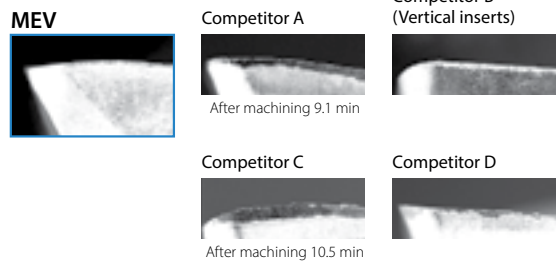 MEV
Competitor A
(Vertical inserts)
After machining 9.1 min
Competitor C
Competitor D
After machining 10.5 min